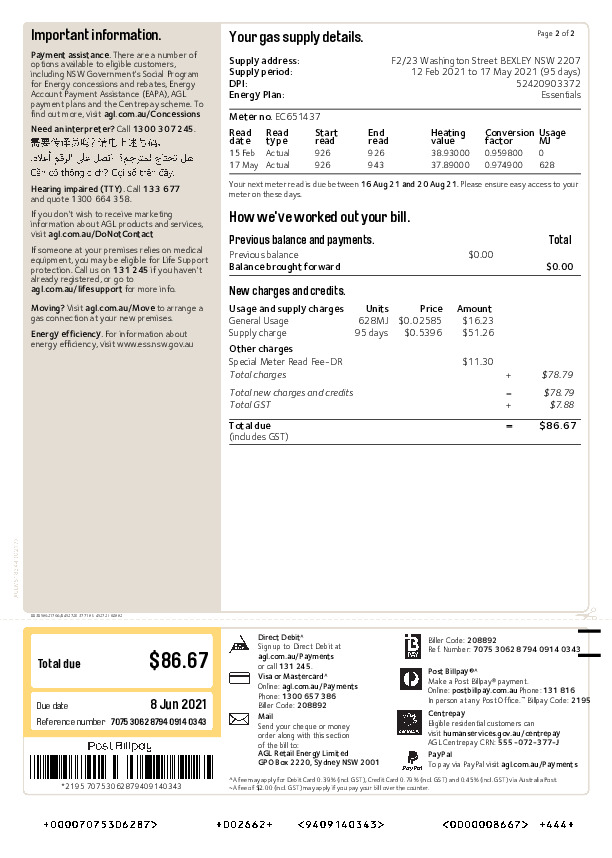 Important information.
Payment assistance. There are a number of
options available to eligible customers,
including NSW Government's Social Program
for Energy concessions and rebates, Energy
Account Payment Assistance (EAPA), AGL
payment plans and the Centrepay scheme. To
find out more, visit agl.com.au/Concessions
Need an interpreter? Call 1300 307 245.
需要传译员吗？请电上述号码.
هل تحتاج لمترجم؟ اتصل على الرقم أعلاه.
Cần có thông dịch? Gọi số trên đây.
Hearing impaired (TTY). Call 133 677
and quote 1300 664 358.
If you don't wish to receive marketing
information about AGL products and services,
visit agl.com.au/DoNotContact
If someone at your premises relies on medical
equipment, you may be eligible for Life Support
protection. Call us on 131 245 if you haven't
already registered, or go to
agl.com.au/lifesupport for more info.
Moving? Visit agl.com.au/Move to arrange a
gas connection at your new premises.
Energy efficiency. For information about
energy efficiency, visit www.ess.nsw.gov.au
Page 2 of 2
Your gas supply details.
Supply address: F2/23 Washington Street BEXLEY NSW 2207
Supply period: 12 Feb 2021 to 17 May 2021 (95 days)
DPI: 52420903372
Energy Plan: Essentials
Meter no. EC651437
Read date Read type Start read End read Heating value Conversion factor Usage MJ
15 Feb Actual 926 926 38.93000 0.959800 0
17 May Actual 926 943 37.89000 0.974900 628
Your next meter read is due between 16 Aug 21 and 20 Aug 21. Please ensure easy access to your
meter on these days.
How we've worked out your bill.
Previous balance and payments. Total
Previous balance $0.00
Balance brought forward $0.00
New charges and credits.
Usage and supply charges Units Price Amount
General Usage 628MJ $0.02585 $16.23
Supply charge 95 days $0.5396 $51.26
Other charges
Special Meter Read Fee-DR $11.30
Total charges + $78.79
Total new charges and credits = $78.79
Total GST + $7.88
Total due = $86.67
(includes GST)
Total due $86.67
Due date 8 Jun 2021
Reference number 7075 3062 8794 0914 0343
Post Billpay
*2195 70753062879409140343
Direct Debit^
Sign up to Direct Debit at
agl.com.au/Payments
or call 131 245.
Visa or Mastercard^
Online: agl.com.au/Payments
Phone: 1300 657 386
Biller Code: 208892
Mail
Send your cheque or money
order along with this section
of the bill to:
AGL Retail Energy Limited
GPO Box 2220, Sydney NSW 2001
B
PAY
Biller Code: 208892
Ref. Number: 7075 3062 8794 0914 0343
Post Billpay®^
Make a Post Billpay® payment.
Online: postbillpay.com.au Phone: 131 816
In person at any Post Office.~ Billpay Code: 2195
Centrepay
Eligible residential customers can
visit humanservices.gov.au/centrepay
AGL Centrepay CRN: 555-072-377-J
PayPal
PayPal
To pay via PayPal visit agl.com.au/Payments
^A fee may apply for Debit Card 0.39% (incl. GST), Credit Card 0.79% (incl. GST) and 0.45% (incl. GST) via Australia Post.
~A fee of $2.00 (incl. GST) may apply if you pay your bill over the counter.
+00007075306287> +002662+ <9409140343> <0000008667> +444+